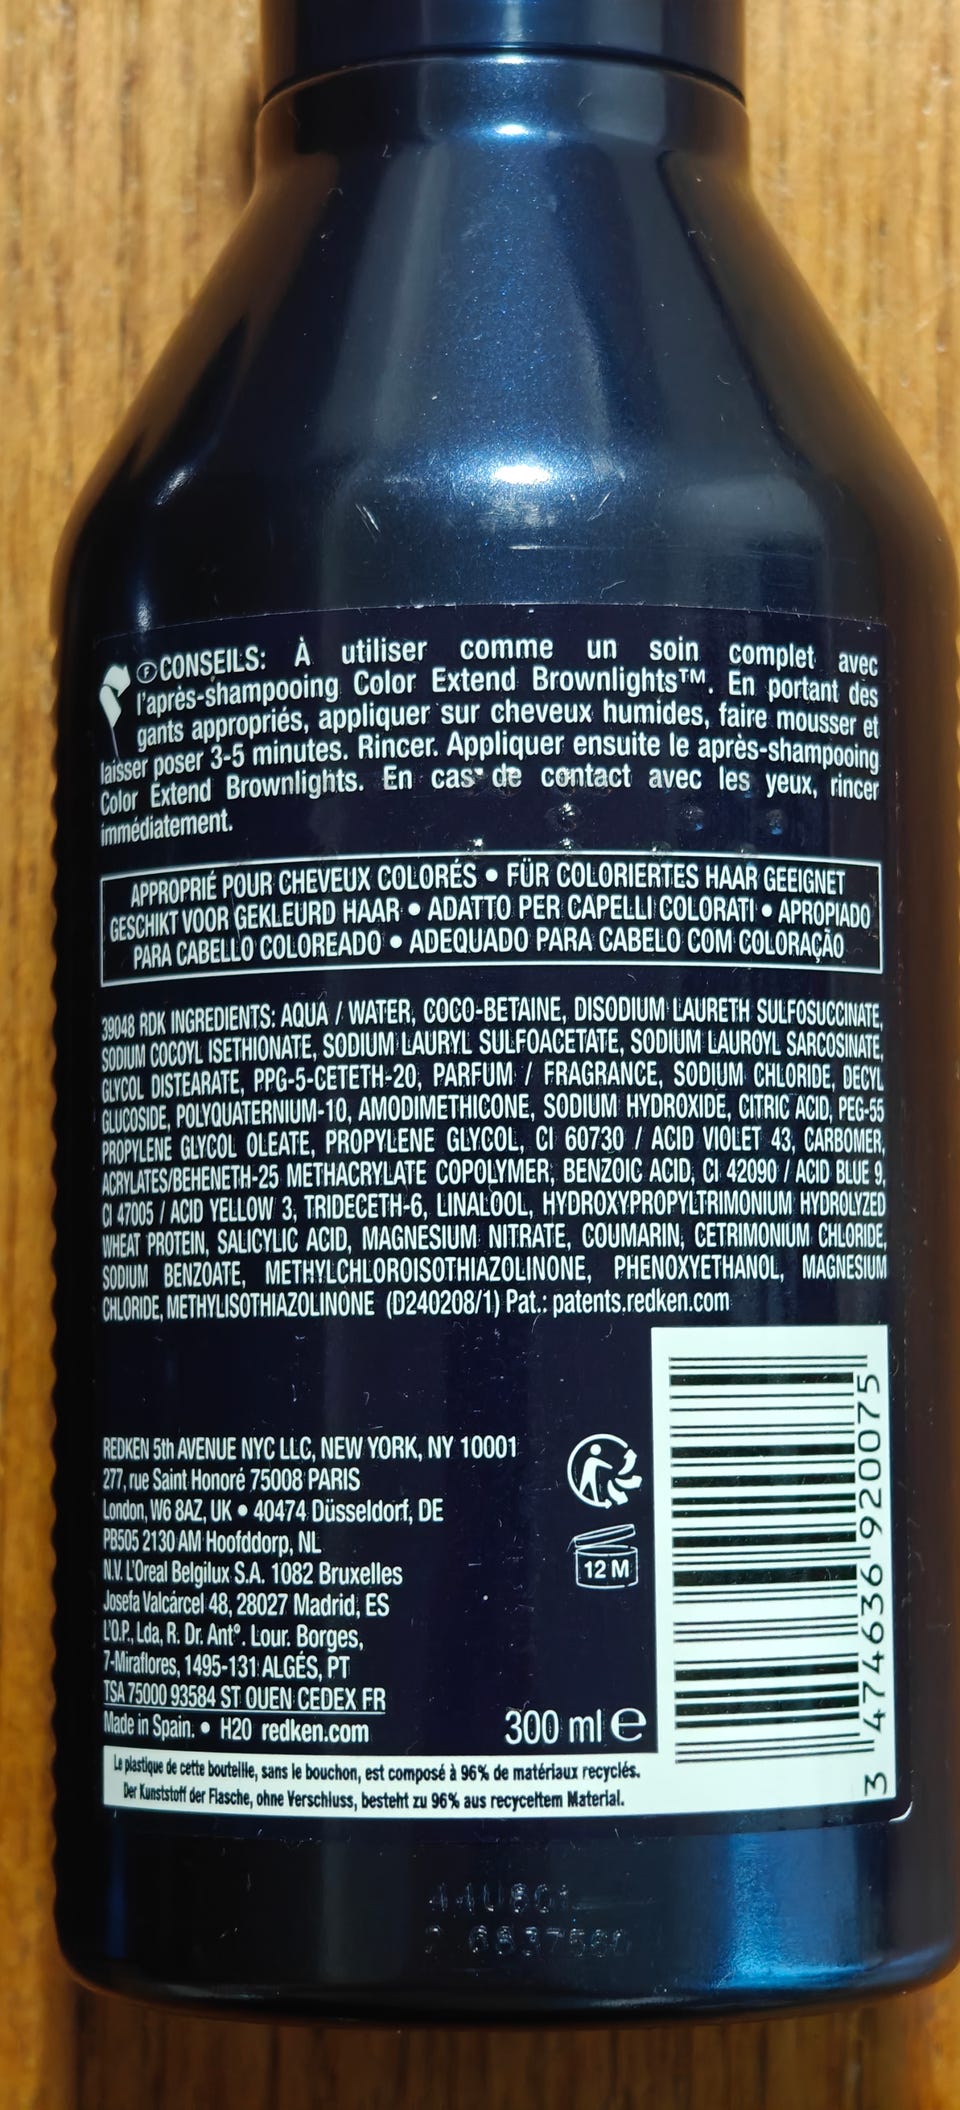 Ⓕ CONSEILS: À utiliser comme un soin complet avec
l'après-shampooing Color Extend Brownlights™. En portant des
gants appropriés, appliquer sur cheveux humides, faire mousser et
laisser poser 3-5 minutes. Rincer. Appliquer ensuite le après-shampooing
Color Extend Brownlights. En cas de contact avec les yeux, rincer
immédiatement.
APPROPRIÉ POUR CHEVEUX COLORÉS • FÜR COLORIERTES HAAR GEEIGNET
GESCHIKT VOOR GEKLEURD HAAR • ADATTO PER CAPELLI COLORATI • APROPIADO
PARA CABELLO COLOREADO • ADEQUADO PARA CABELO COM COLORAÇÃO
39048 RDK INGREDIENTS: AQUA / WATER, COCO-BETAINE, DISODIUM LAURETH SULFOSUCCINATE,
SODIUM COCOYL ISETHIONATE, SODIUM LAURYL SULFOACETATE, SODIUM LAUROYL SARCOSINATE,
GLYCOL DISTEARATE, PPG-5-CETETH-20, PARFUM / FRAGRANCE, SODIUM CHLORIDE, DECYL
GLUCOSIDE, POLYQUATERNIUM-10, AMODIMETHICONE, SODIUM HYDROXIDE, CITRIC ACID, PEG-55
PROPYLENE GLYCOL OLEATE, PROPYLENE GLYCOL, CI 60730 / ACID VIOLET 43, CARBOMER,
ACRYLATES/BEHENETH-25 METHACRYLATE COPOLYMER, BENZOIC ACID, CI 42090 / ACID BLUE 9,
CI 47005 / ACID YELLOW 3, TRIDECETH-6, LINALOOL, HYDROXYPROPYLTRIMONIUM HYDROLYZED
WHEAT PROTEIN, SALICYLIC ACID, MAGNESIUM NITRATE, COUMARIN, CETRIMONIUM CHLORIDE,
SODIUM BENZOATE, METHYLCHLOROISOTHIAZOLINONE, PHENOXYETHANOL, MAGNESIUM
CHLORIDE, METHYLISOTHIAZOLINONE (D240208/1) Pat.: patents.redken.com
REDKEN 5th AVENUE NYC LLC, NEW YORK, NY 10001
277, rue Saint Honoré 75008 PARIS
London, W6 8AZ, UK • 40474 Düsseldorf, DE
PB505 2130 AM Hoofddorp, NL
N.V. L'Oreal Belgilux S.A. 1082 Bruxelles
Josefa Valcárcel 48, 28027 Madrid, ES
L'O.P., Lda, R. Dr. Antº. Lour. Borges,
7-Miraflores, 1495-131 ALGÉS, PT
TSA 75000 93584 ST OUEN CEDEX FR
Made in Spain. • H20 redken.com
12 M
300 ml e
3 474636 920075
Le plastique de cette bouteille, sans le bouchon, est composé à 96% de matériaux recyclés.
Der Kunststoff der Flasche, ohne Verschluss, besteht zu 96% aus recyceltem Material.